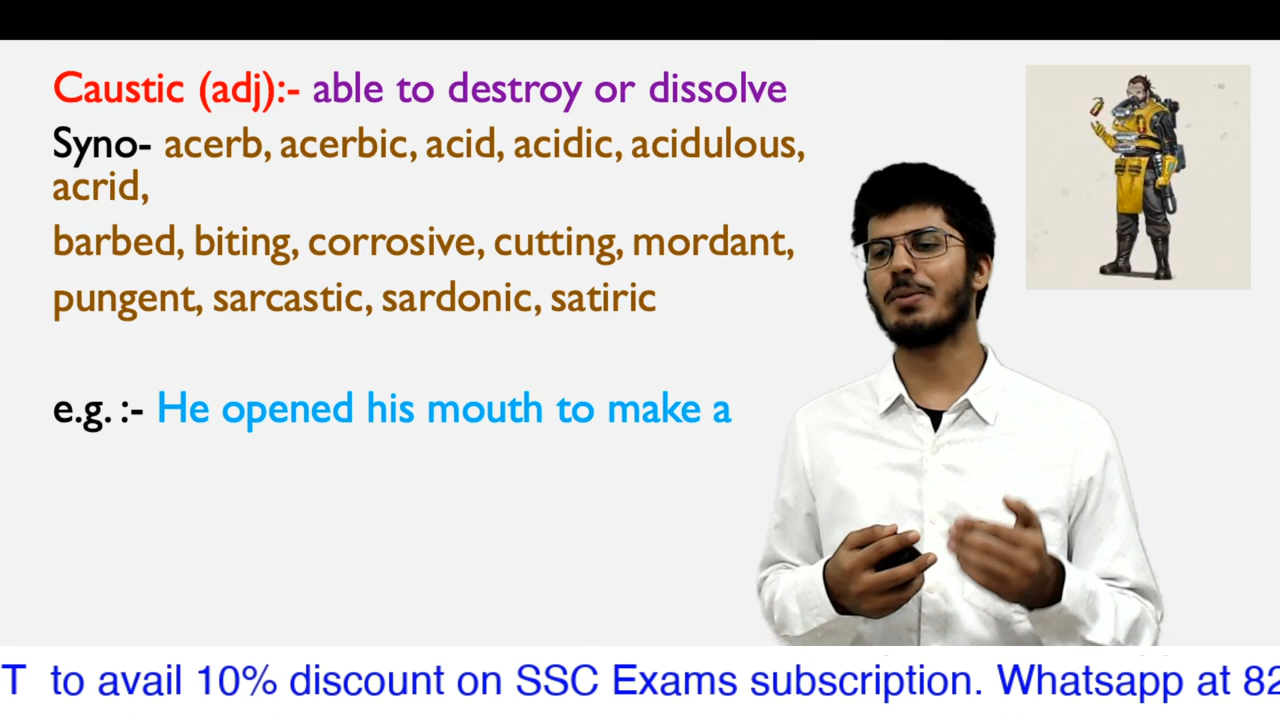 Caustic (adj):- able to destroy or dissolve
Syno- acerb, acerbic, acid, acidic, acidulous,
acrid,
barbed, biting, corrosive, cutting, mordant,
pungent, sarcastic, sardonic, satiric
e.g. :- He opened his mouth to make a
T to avail 10% discount on SSC Exams subscription. Whatsapp at 82